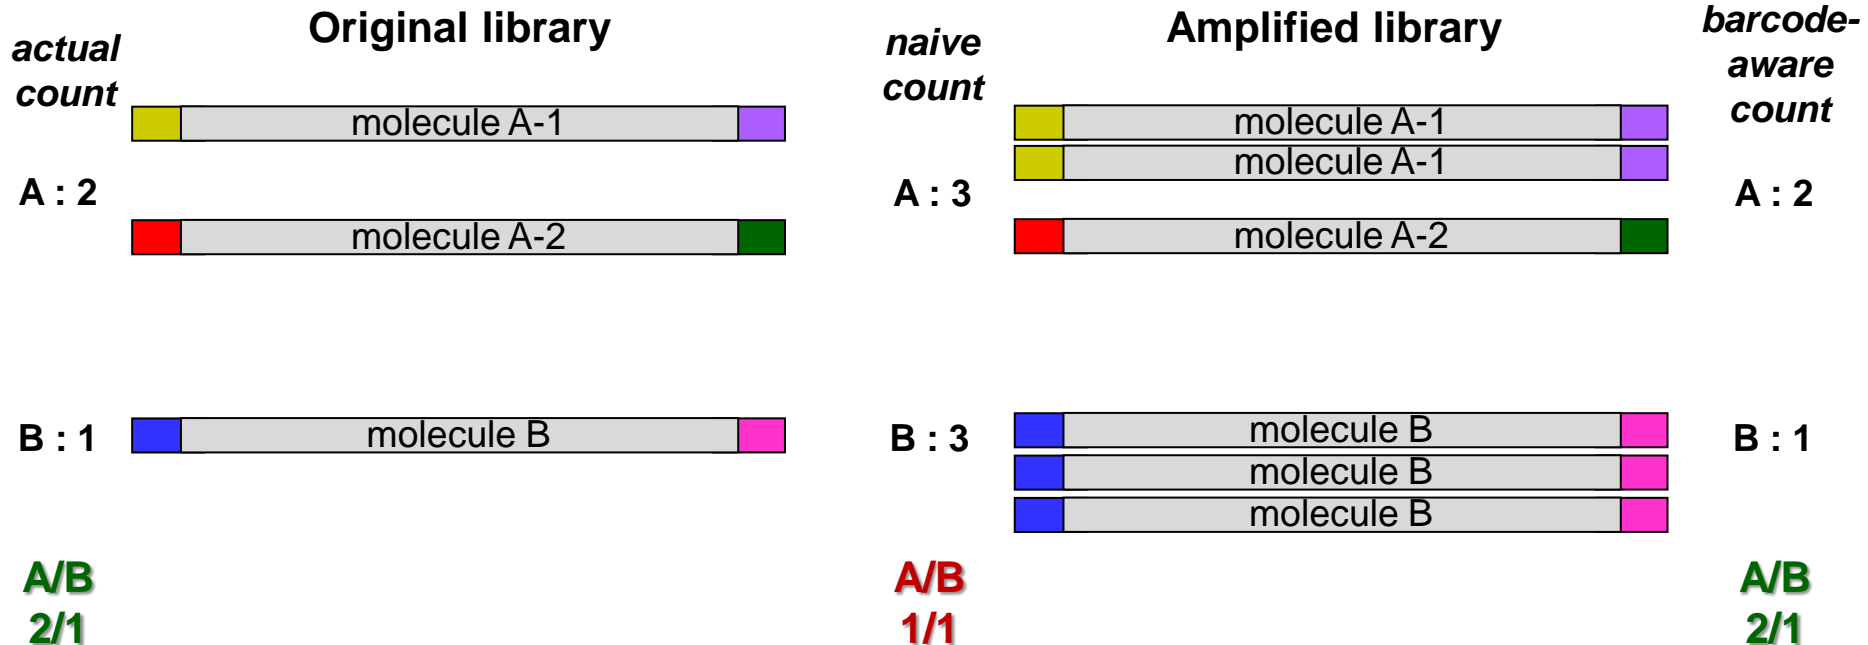 Original library
Amplified library
actual
count
naive
count
barcode-
aware
count
molecule A-1
molecule A-2
A : 2
molecule A-1
molecule A-1
molecule A-2
A : 3
A : 2
B : 1
molecule B
B : 3
molecule B
molecule B
molecule B
B : 1
A/B
2/1
A/B
1/1
A/B
2/1